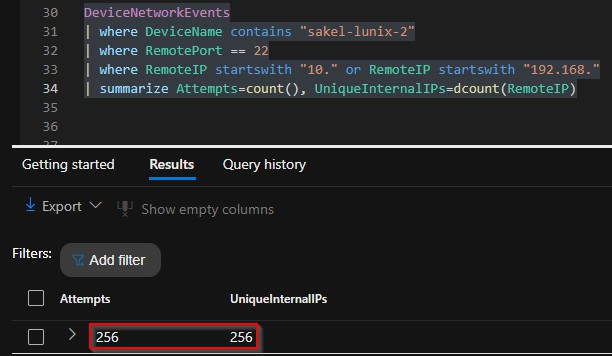 30 DeviceNetworkEvents
31 | where DeviceName contains "sakel-lunix-2"
32 | where RemotePort == 22
33 | where RemoteIP startswith "10." or RemoteIP startswith "192.168."
34 | summarize Attempts=count(), UniqueInternalIPs=dcount(RemoteIP)
35
36
Getting started Results Query history
Export Show empty columns
Filters: Add filter
Attempts UniqueInternalIPs
256 256